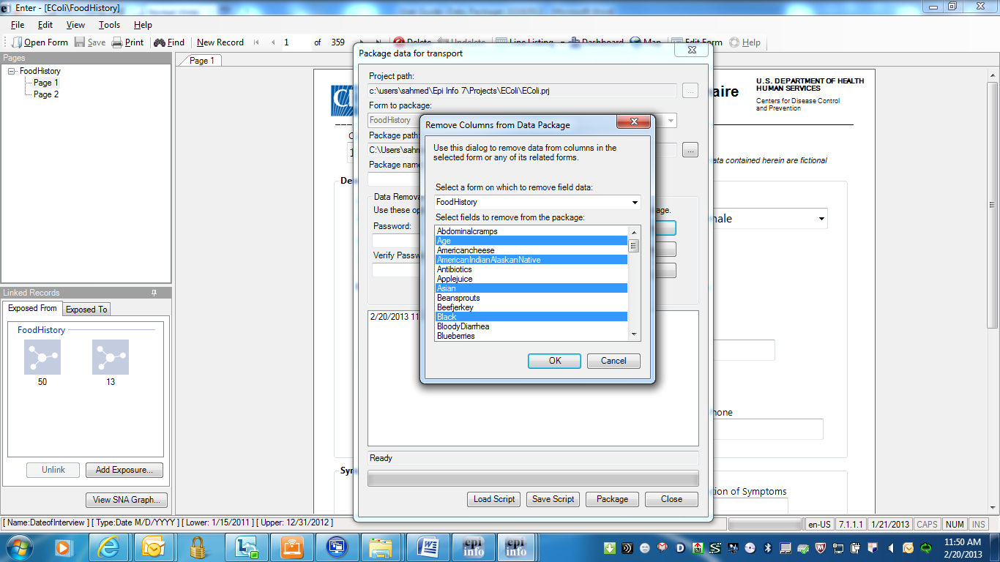 Enter - [EColi\FoodHistory]
File Edit View Tools Help
Open Form Save Print Find New Record 1 of 359 Delete Undelete Line Listing Dashboard Map Edit Form Help
Pages
FoodHistory
Page 1
Page 2
Linked Records
Exposed From Exposed To
FoodHistory
50 13
Unlink Add Exposure...
View SNA Graph...
Page 1
aire
U.S. DEPARTMENT OF HEALTH
HUMAN SERVICES
Centers for Disease Control
and Prevention
ata contained herein are fictional
De
male
hone
Syn
tion of Symptoms
Package data for transport
Project path:
c:\users\sahmed\Epi Info 7\Projects\EColi\EColi.prj
...
Form to package:
FoodHistory
Package path:
C:\Users\sahm
...
Package name
Data Remova
Use these op
age.
Password:
Verify Passw
2/20/2013 11
Ready
Load Script Save Script Package Close
Remove Columns from Data Package
Use this dialog to remove data from columns in the
selected form or any of its related forms.
Select a form on which to remove field data:
FoodHistory
Select fields to remove from the package:
Abdominalcramps
Age
Americancheese
AmericanIndianAlaskanNative
Antibiotics
Applejuice
Asian
Beansprouts
Beefjerkey
Black
BloodyDiarrhea
Blueberries
OK Cancel
[ Name:DateofInterview ] [ Type:Date M/D/YYYY ] [ Lower: 1/15/2011 ] [ Upper: 12/31/2012 ]
en-US 7.1.1.1 1/21/2013 CAPS NUM INS
epi info epi info
11:50 AM
2/20/2013